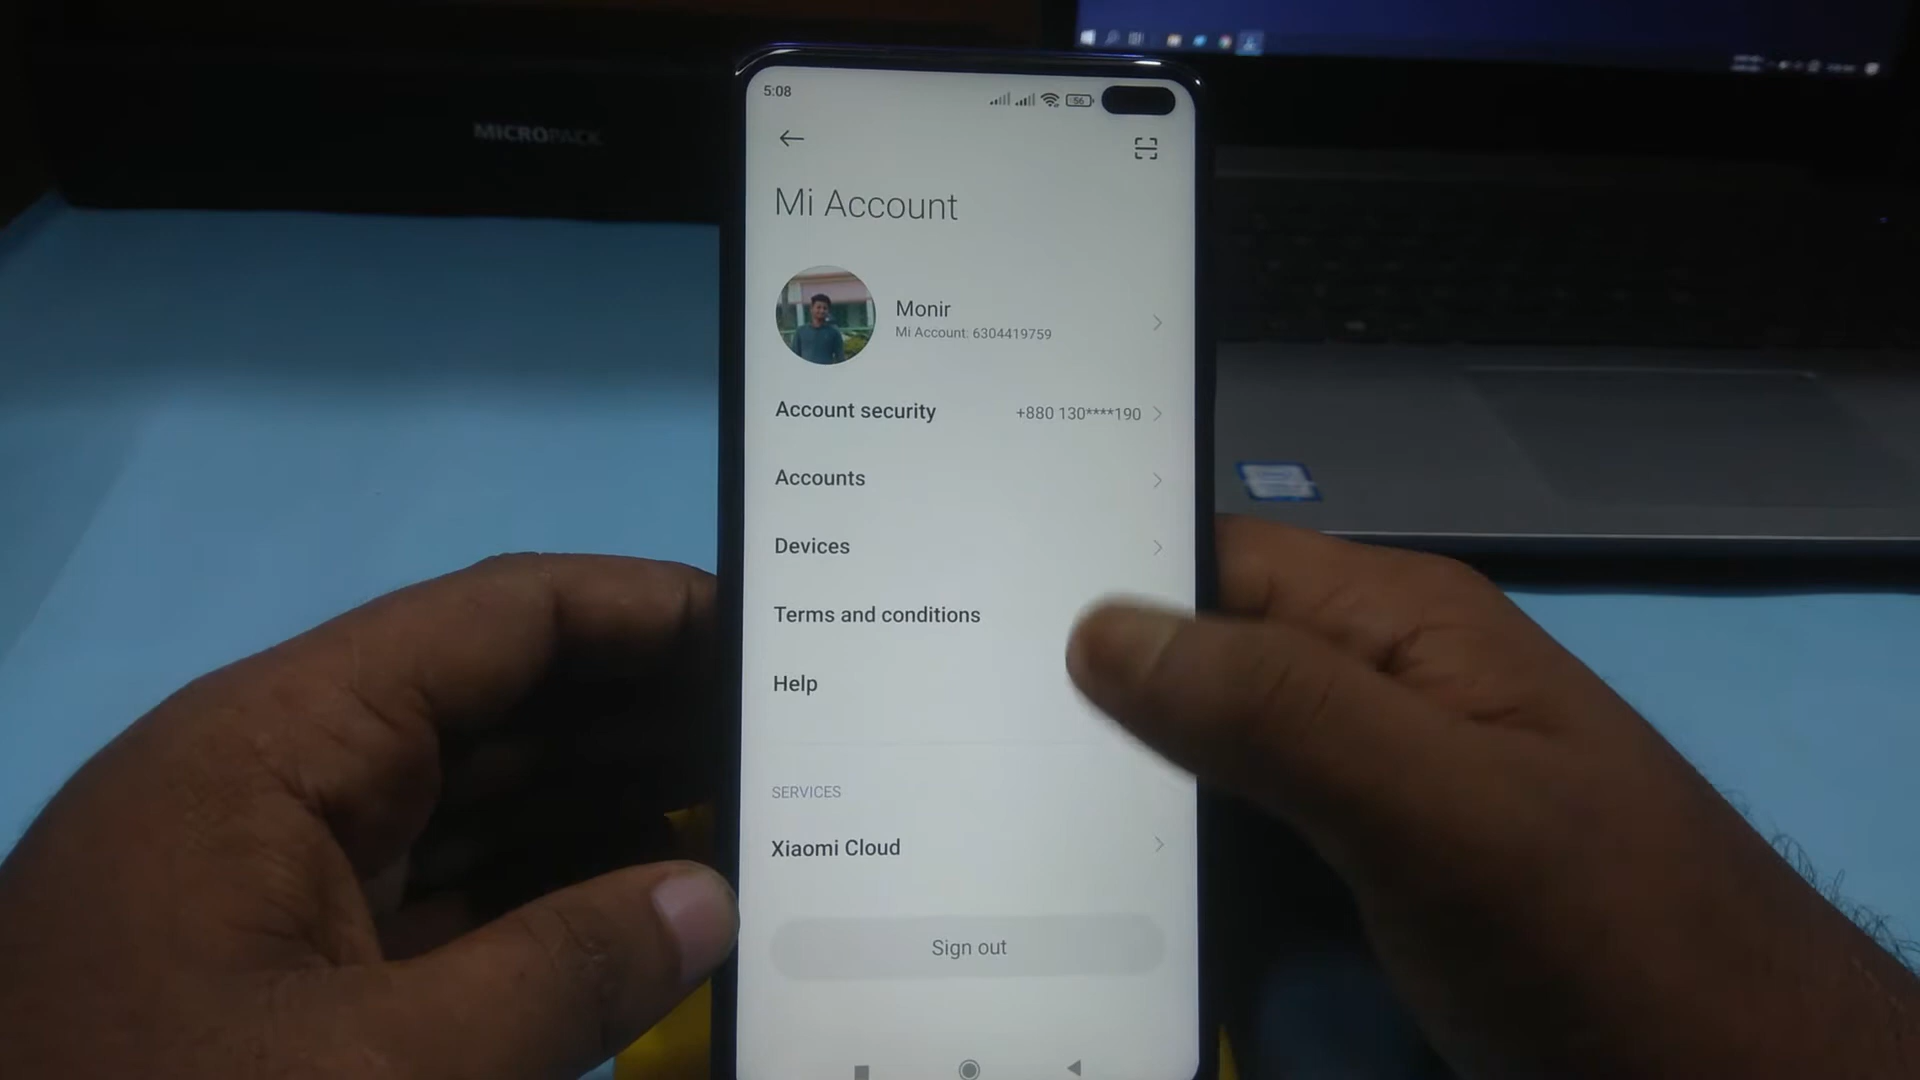 MICROPACK
5:08
56
Mi Account
Monir
Mi Account: 6304419759
Account security +880 130****190
Accounts
Devices
Terms and conditions
Help
SERVICES
Xiaomi Cloud
Sign out